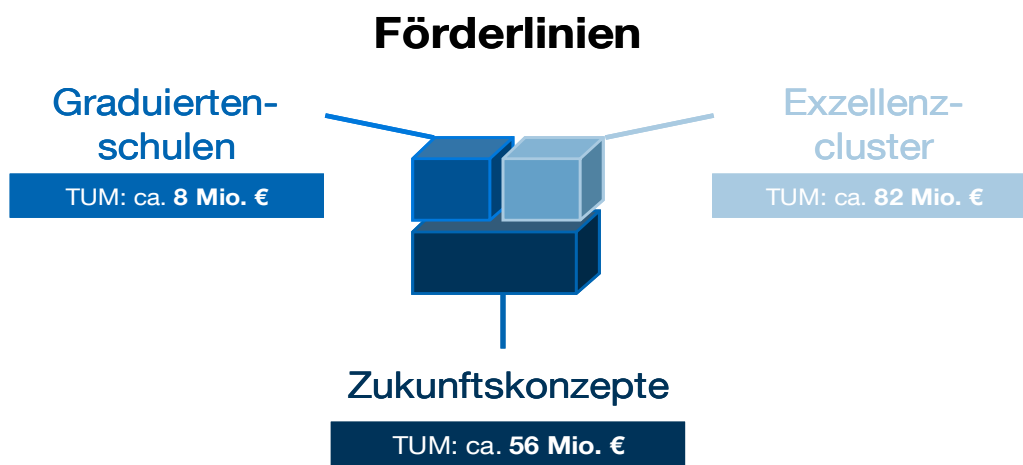 Förderlinien
Graduierten-
schulen
TUM: ca. 8 Mio. €
Exzellenz-
cluster
TUM: ca. 82 Mio. €
Zukunftskonzepte
TUM: ca. 56 Mio. €